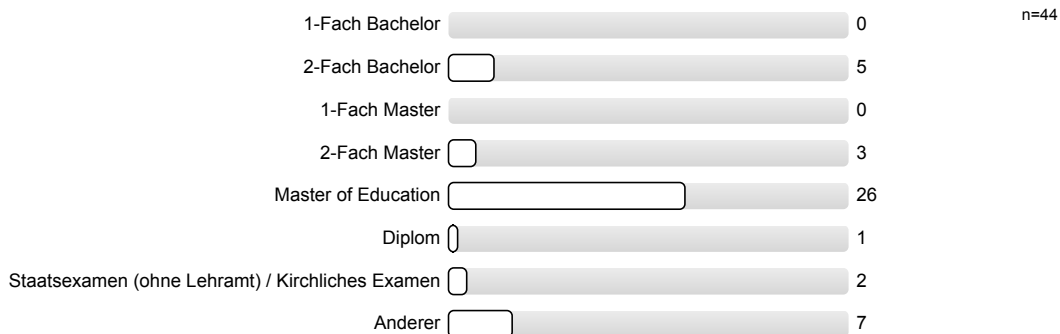 n=44
1-Fach Bachelor 0
2-Fach Bachelor 5
1-Fach Master 0
2-Fach Master 3
Master of Education 26
Diplom 1
Staatsexamen (ohne Lehramt) / Kirchliches Examen 2
Anderer 7